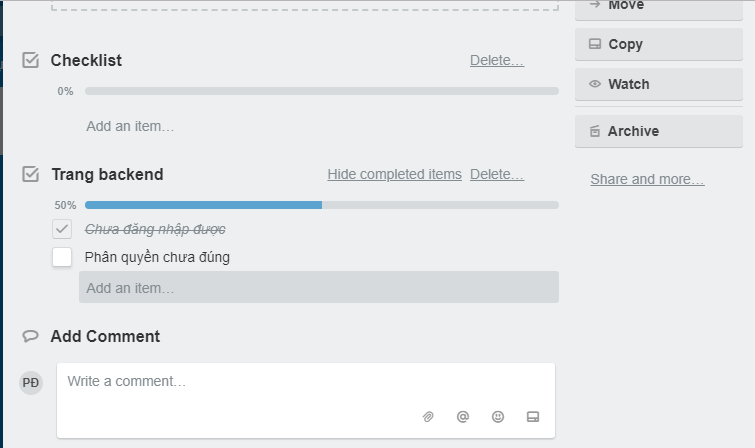 Move
Checklist Delete…
Copy
0%
Watch
Add an item…
Archive
Trang backend Hide completed items Delete…
Share and more…
50%
Chưa đăng nhập được
Phân quyền chưa đúng
Add an item…
Add Comment
PĐ
Write a comment…